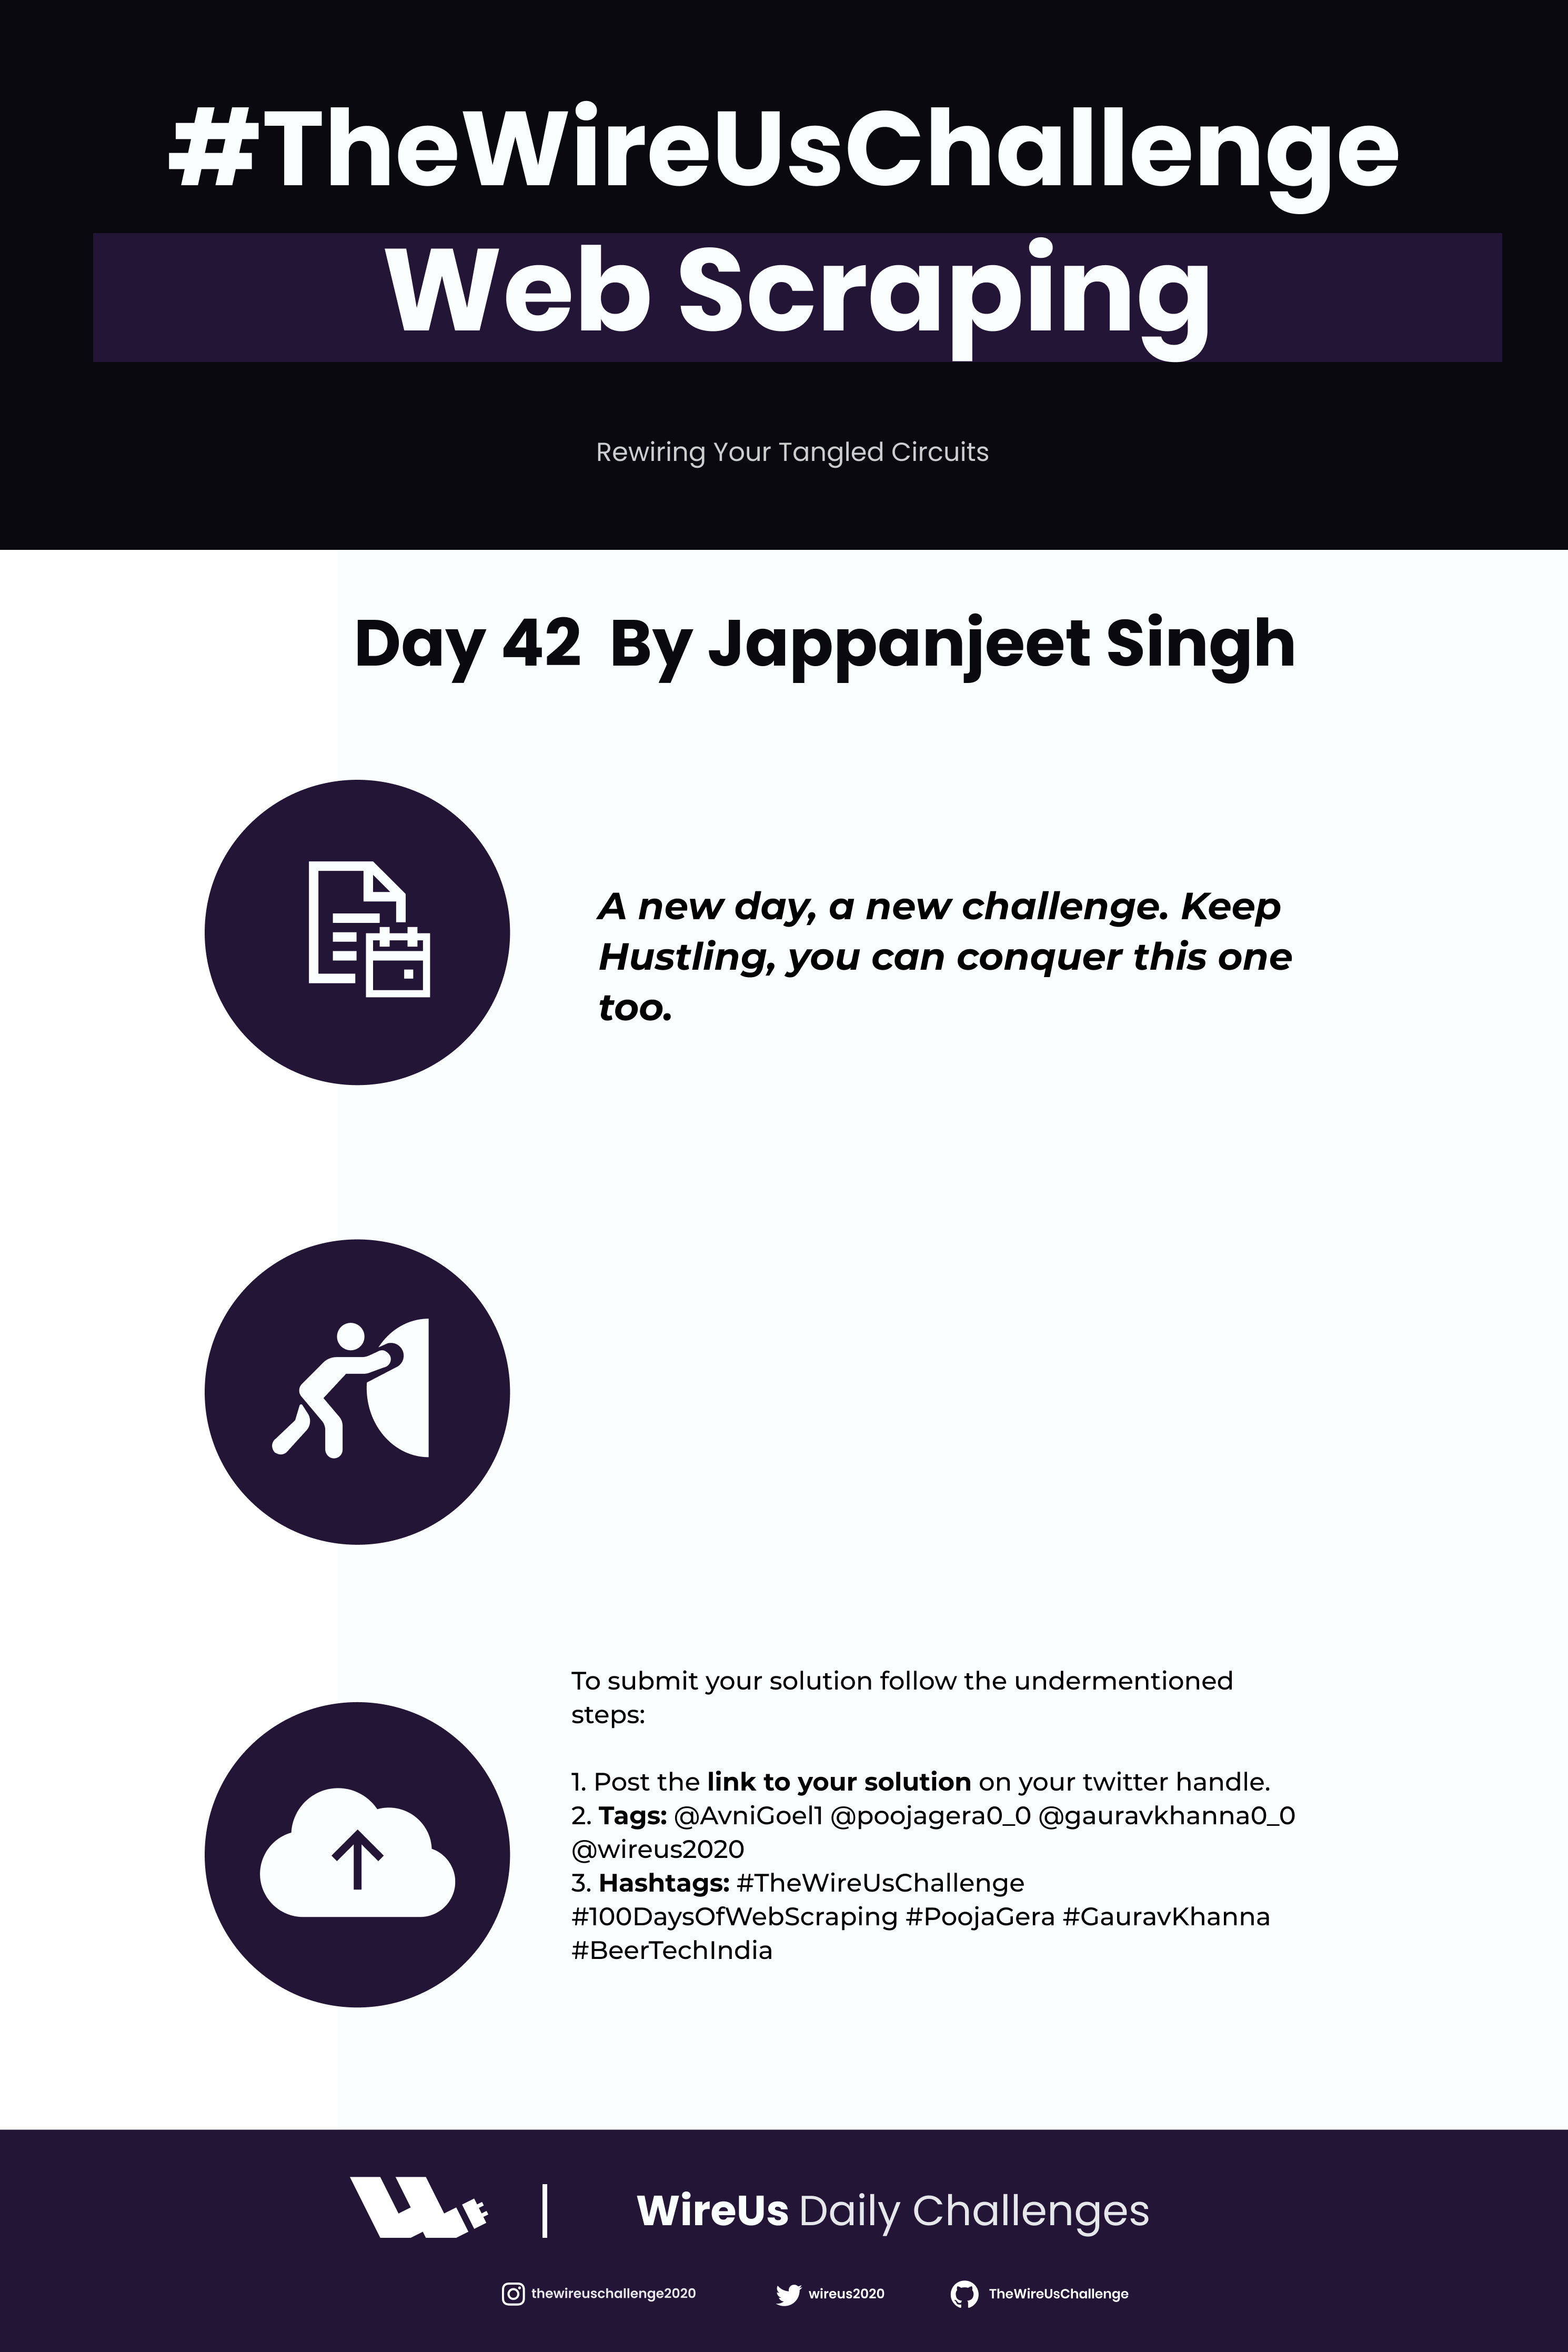 #TheWireUsChallenge
Web Scraping
Rewiring Your Tangled Circuits
Day 42 By Jappanjeet Singh
A new day, a new challenge. Keep
Hustling, you can conquer this one
too.
To submit your solution follow the undermentioned
steps:
1. Post the link to your solution on your twitter handle.
2. Tags: @AvniGoel1 @poojagera0_0 @gauravkhanna0_0
@wireus2020
3. Hashtags: #TheWireUsChallenge
#100DaysOfWebScraping #PoojaGera #GauravKhanna
#BeerTechIndia
WireUs Daily Challenges
thewireuschallenge2020 wireus2020 TheWireUsChallenge